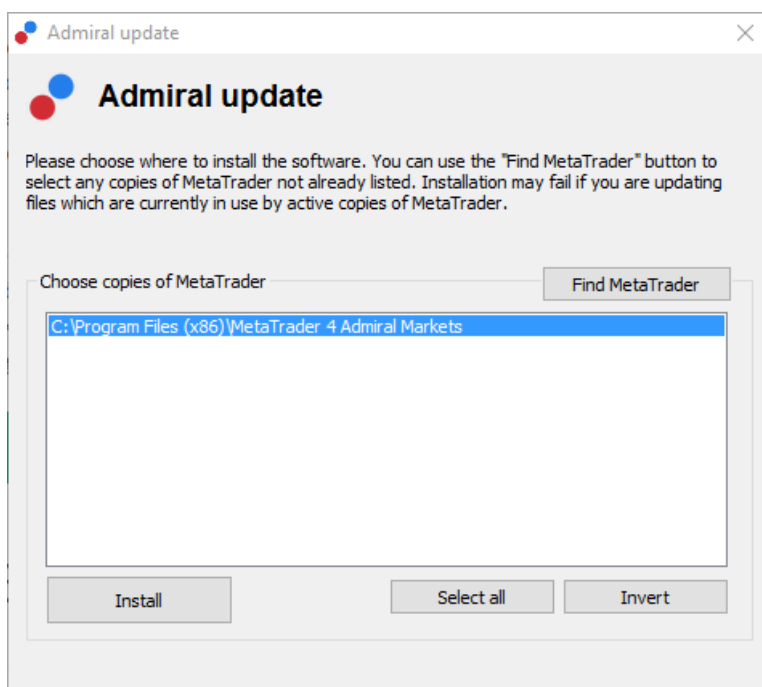 Admiral update
Admiral update
Please choose where to install the software. You can use the "Find MetaTrader" button to
select any copies of MetaTrader not already listed. Installation may fail if you are updating
files which are currently in use by active copies of MetaTrader.
Choose copies of MetaTrader
Find MetaTrader
C:\Program Files (x86)\MetaTrader 4 Admiral Markets
Install
Select all
Invert